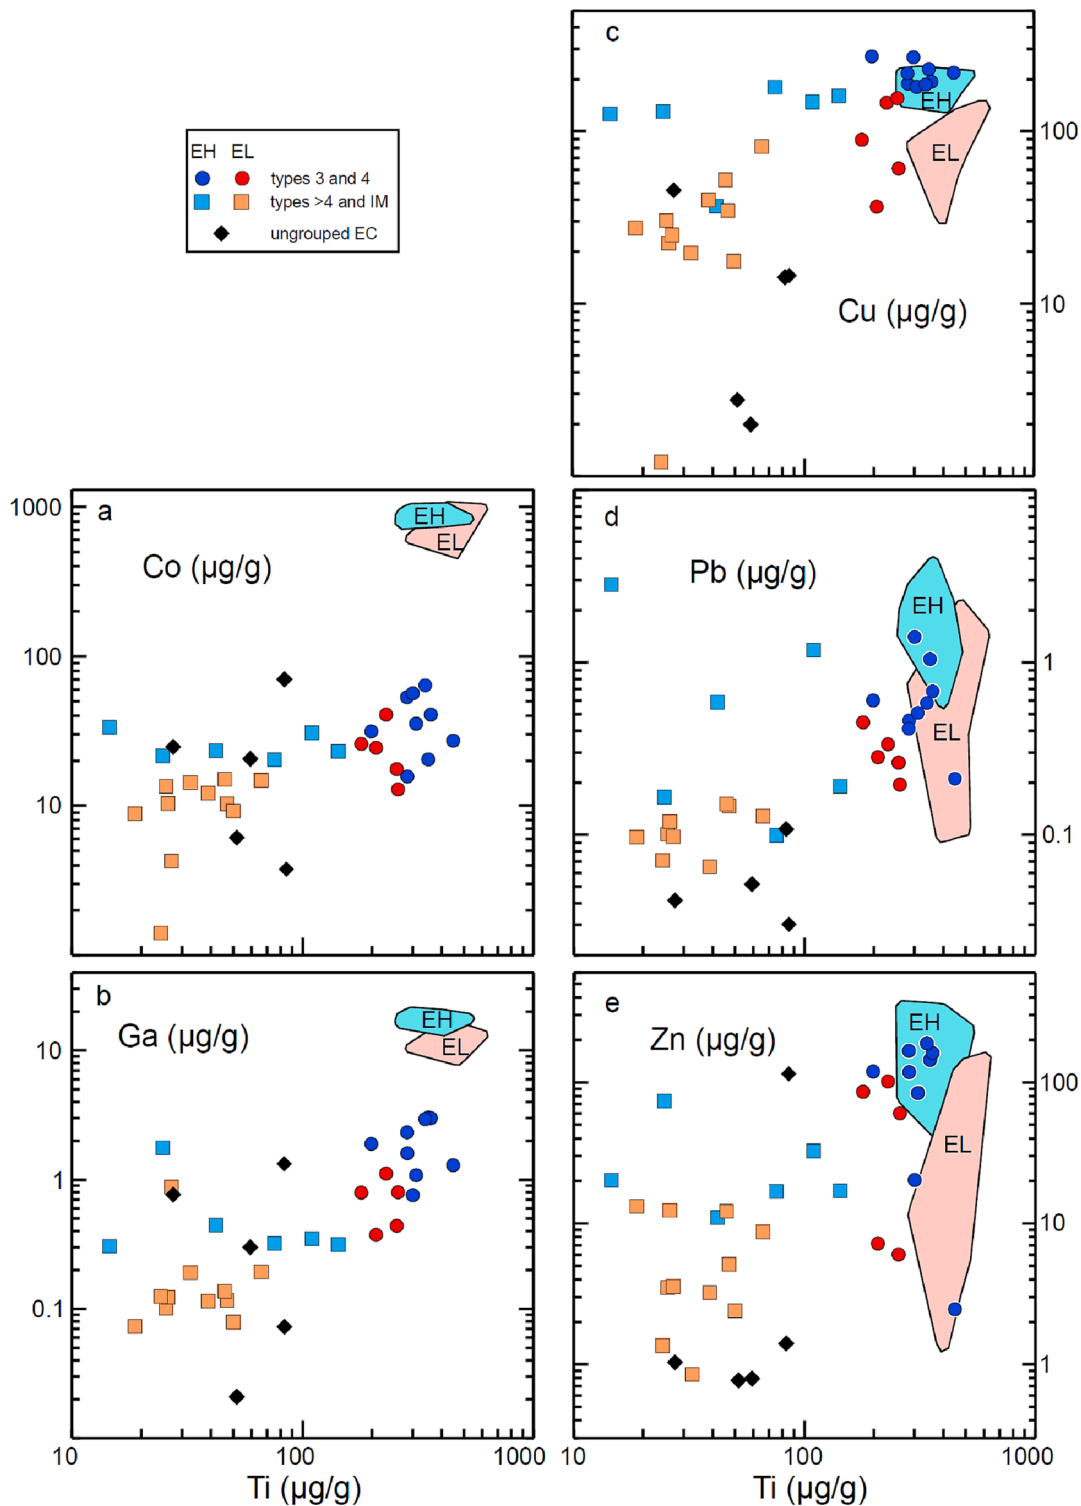 c
EH EL
types 3 and 4
types >4 and IM
ungrouped EC
EH
EL
Cu (µg/g)
100
10
a
Co (µg/g)
EH
EL
1000
100
10
d
Pb (µg/g)
EH
EL
1
0.1
b
Ga (µg/g)
EH
EL
10
1
0.1
e
Zn (µg/g)
EH
EL
100
10
1
10 100 1000
Ti (µg/g)
10 100 1000
Ti (µg/g)